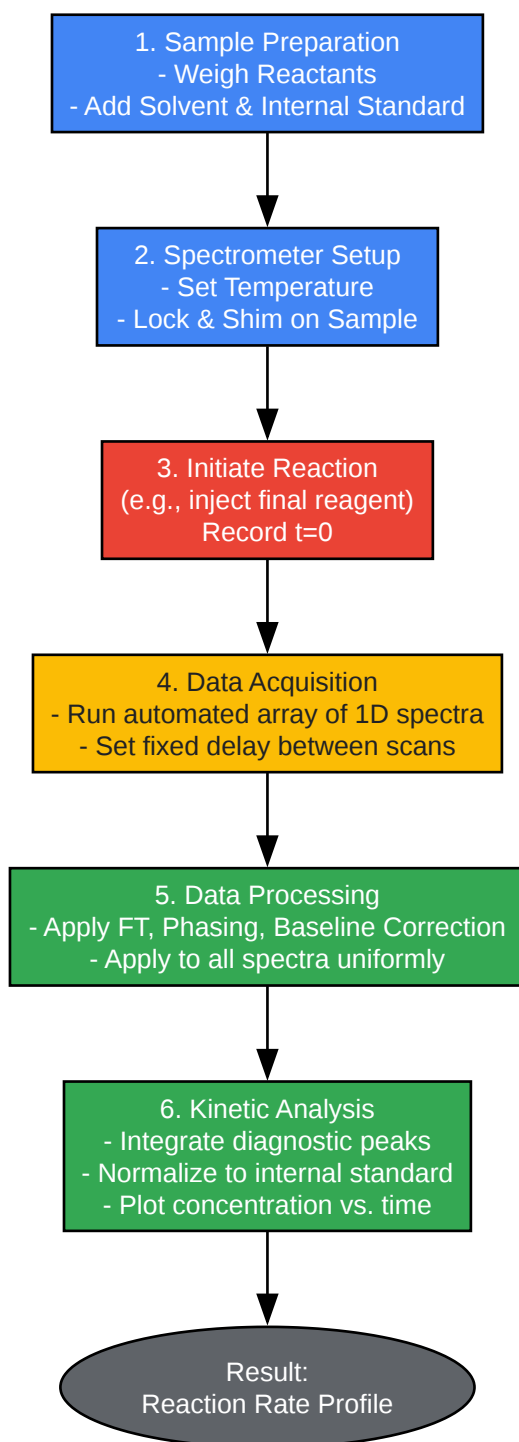 1. Sample Preparation
- Weigh Reactants
- Add Solvent & Internal Standard
2. Spectrometer Setup
- Set Temperature
- Lock & Shim on Sample
3. Initiate Reaction
(e.g., inject final reagent)
Record t=0
4. Data Acquisition
- Run automated array of 1D spectra
- Set fixed delay between scans
5. Data Processing
- Apply FT, Phasing, Baseline Correction
- Apply to all spectra uniformly
6. Kinetic Analysis
- Integrate diagnostic peaks
- Normalize to internal standard
- Plot concentration vs. time
Result:
Reaction Rate Profile